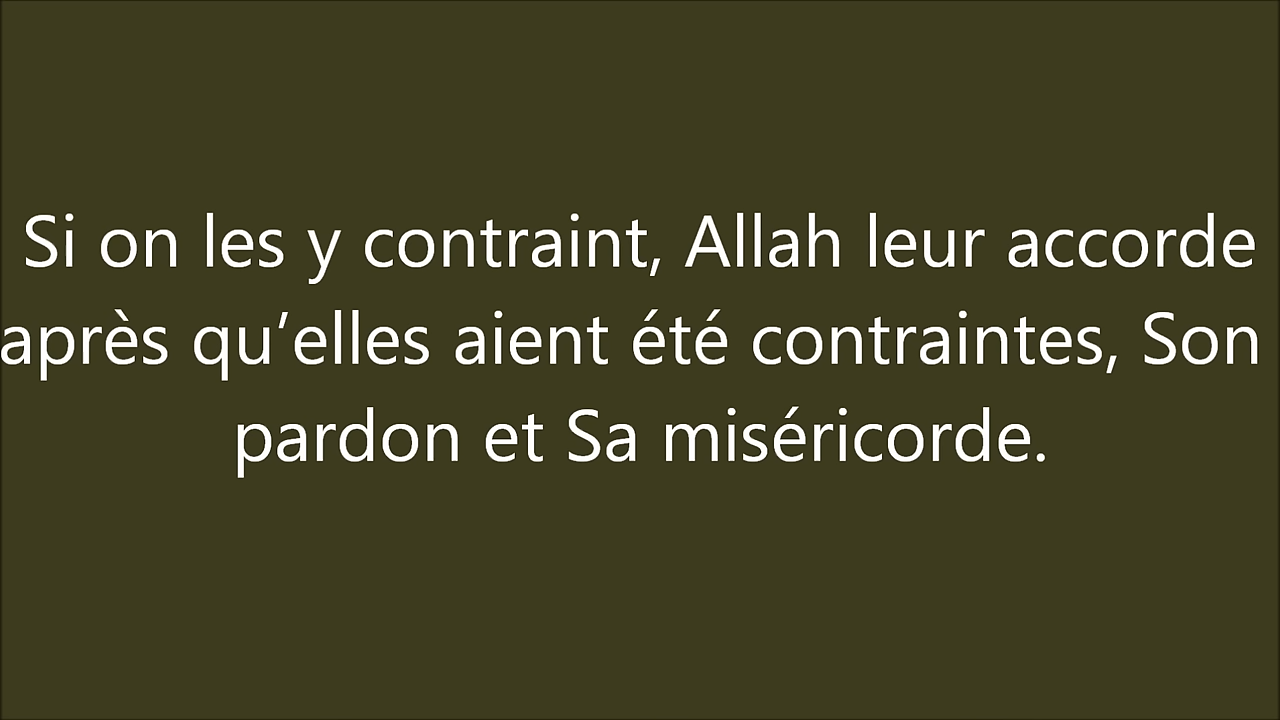 Si on les y contraint, Allah leur accorde
après qu’elles aient été contraintes, Son
pardon et Sa miséricorde.